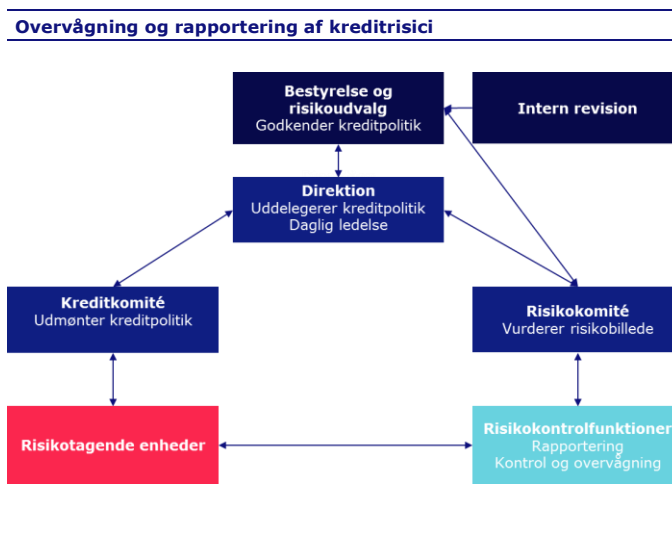 Overvågning og rapportering af kreditrisici
Bestyrelse og
risikoudvalg
Godkender kreditpolitik
Intern revision
Direktion
Uddelegerer kreditpolitik
Daglig ledelse
Kreditkomité
Udmønter kreditpolitik
Risikokomité
Vurderer risikobillede
Risikotagende enheder
Risikokontrolfunktioner
Rapportering
Kontrol og overvågning